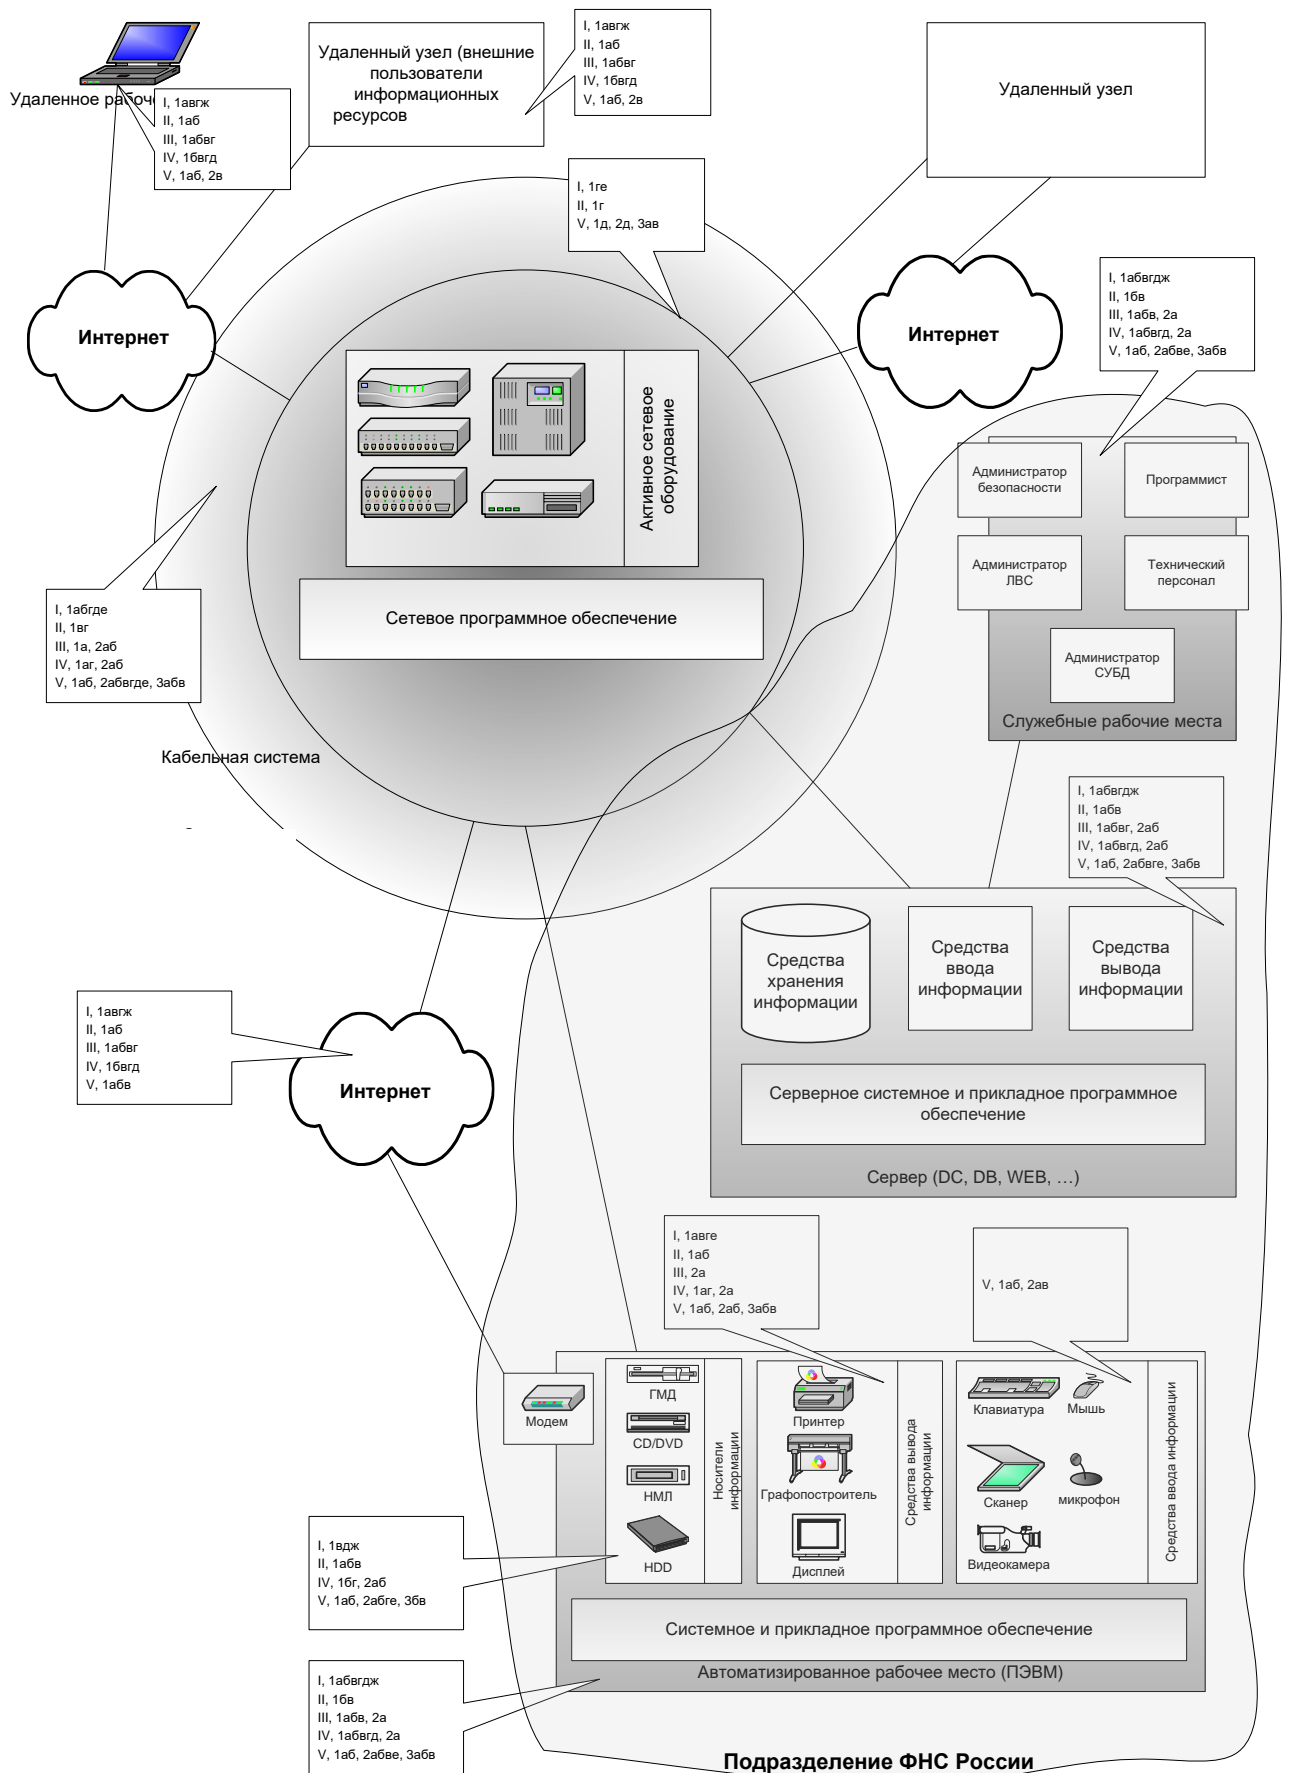 Удаленное рабоч
I, 1авгж
II, 1аб
III, 1абвг
IV, 1бвгд
V, 1аб, 2в
Удаленный узел (внешние
пользователи
информационных
ресурсов
I, 1авгж
II, 1аб
III, 1абвг
IV, 1бвгд
V, 1аб, 2в
Удаленный узел
I, 1ге
II, 1г
V, 1д, 2д, 3ав
Интернет
Интернет
I, 1абвгдж
II, 1бв
III, 1абв, 2а
IV, 1абвгд, 2а
V, 1аб, 2абве, 3абв
Активное сетевое
оборудование
Сетевое программное обеспечение
Администратор
безопасности
Программист
Администратор
ЛВС
Технический
персонал
Администратор
СУБД
Служебные рабочие места
I, 1абгде
II, 1вг
III, 1а, 2аб
IV, 1аг, 2аб
V, 1аб, 2абвгде, 3абв
Кабельная система
I, 1абвгдж
II, 1абв
III, 1абвг, 2аб
IV, 1абвгд, 2аб
V, 1аб, 2абвге, 3абв
Средства
хранения
информации
Средства
ввода
информации
Средства
вывода
информации
Серверное системное и прикладное программное
обеспечение
Сервер (DC, DB, WEB, …)
I, 1авгж
II, 1аб
III, 1абвг
IV, 1бвгд
V, 1абв
Интернет
I, 1авге
II, 1аб
III, 2а
IV, 1аг, 2а
V, 1аб, 2аб, 3абв
V, 1аб, 2ав
Модем
ГМД
CD/DVD
НМЛ
HDD
Носители
информации
Принтер
Графопостроитель
Дисплей
Средства вывода
информации
Клавиатура
Мышь
Сканер
микрофон
Видеокамера
Средства ввода информации
I, 1вдж
II, 1абв
IV, 1бг, 2аб
V, 1аб, 2абге, 3бв
Системное и прикладное программное обеспечение
Автоматизированное рабочее место (ПЭВМ)
I, 1абвгдж
II, 1бв
III, 1абв, 2а
IV, 1абвгд, 2а
V, 1аб, 2абве, 3абв
Подразделение ФНС России